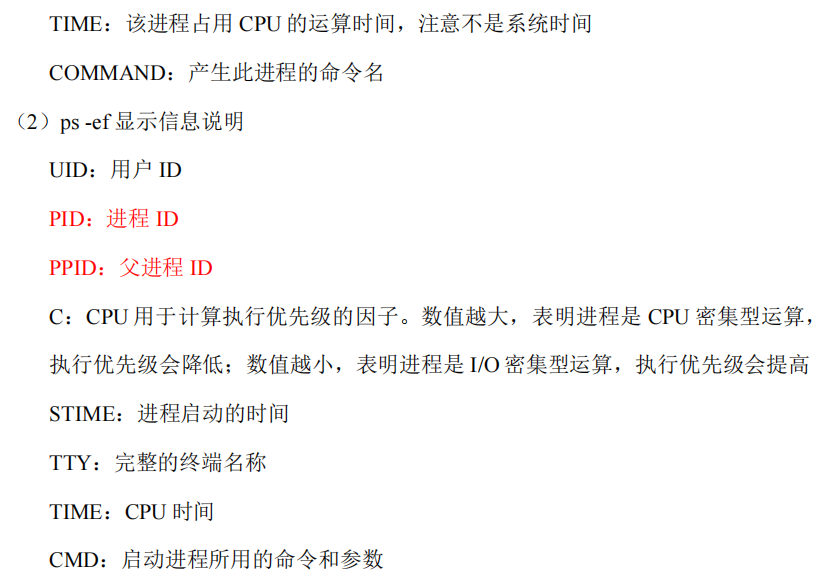 TIME：该进程占用 CPU 的运算时间，注意不是系统时间
COMMAND：产生此进程的命令名
（2）ps -ef 显示信息说明
UID：用户 ID
PID：进程 ID
PPID：父进程 ID
C：CPU 用于计算执行优先级的因子。数值越大，表明进程是 CPU 密集型运算，
执行优先级会降低；数值越小，表明进程是 I/O 密集型运算，执行优先级会提高
STIME：进程启动的时间
TTY：完整的终端名称
TIME：CPU 时间
CMD：启动进程所用的命令和参数